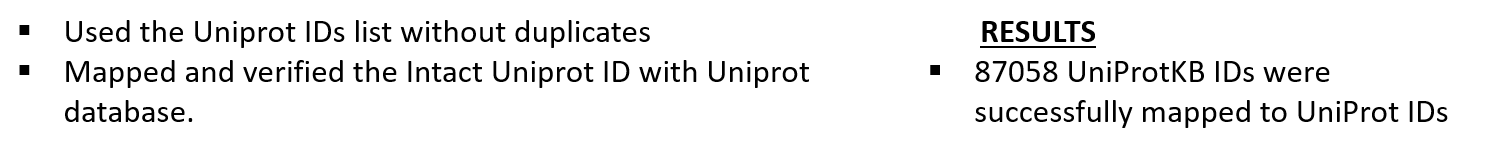 ▪ Used the Uniprot IDs list without duplicates
▪ Mapped and verified the Intact Uniprot ID with Uniprot
database.
RESULTS
▪ 87058 UniProtKB IDs were
successfully mapped to UniProt IDs